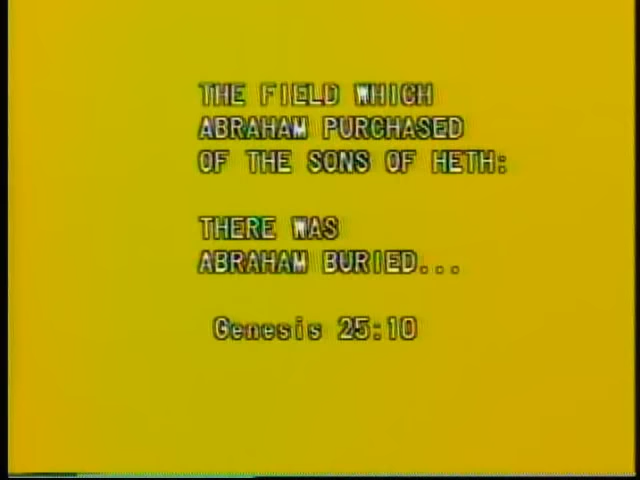 THE FIELD WHICH
ABRAHAM PURCHASED
OF THE SONS OF HETH:
THERE WAS
ABRAHAM BURIED...
Genesis 25:10